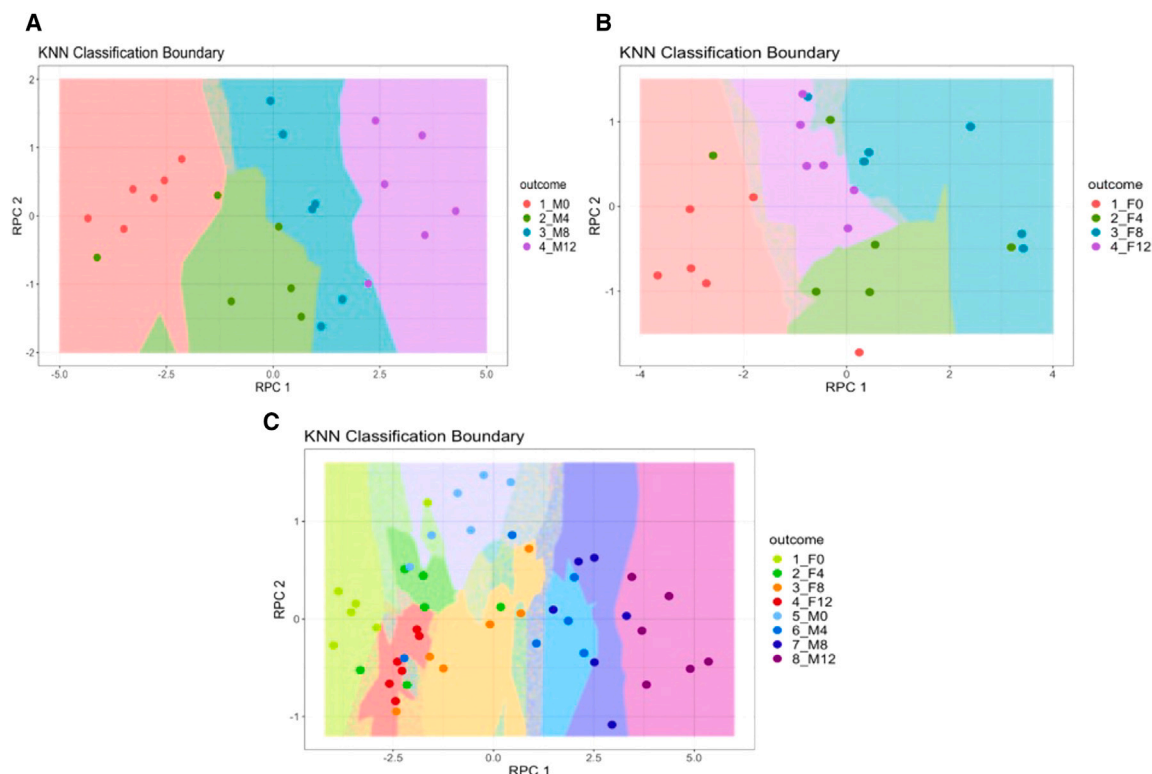 A
KNN Classification Boundary
2
1
0
-1
-2
RPC 2
-5.0 -2.5 0.0 2.5 5.0
RPC 1
outcome
1_M0
2_M4
3_M8
4_M12
B
KNN Classification Boundary
1
0
-1
RPC 2
-4 -2 0 2 4
RPC 1
outcome
1_F0
2_F4
3_F8
4_F12
C
KNN Classification Boundary
1
0
-1
RPC 2
-2.5 0.0 2.5 5.0
RPC 1
outcome
1_F0
2_F4
3_F8
4_F12
5_M0
6_M4
7_M8
8_M12